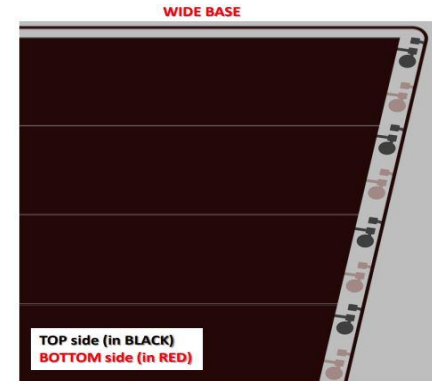 WIDE BASE
TOP side (in BLACK)
BOTTOM side (in RED)